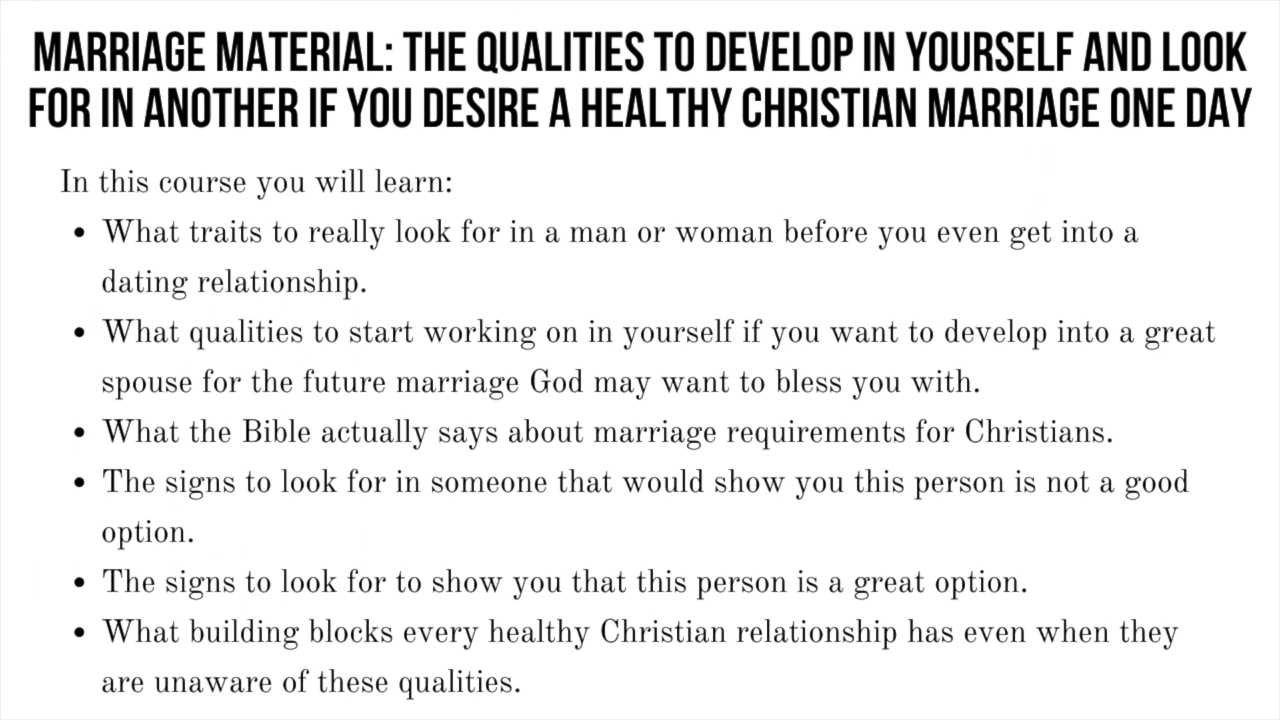 MARRIAGE MATERIAL: THE QUALITIES TO DEVELOP IN YOURSELF AND LOOK
FOR IN ANOTHER IF YOU DESIRE A HEALTHY CHRISTIAN MARRIAGE ONE DAY
In this course you will learn:
• What traits to really look for in a man or woman before you even get into a
dating relationship.
• What qualities to start working on in yourself if you want to develop into a great
spouse for the future marriage God may want to bless you with.
• What the Bible actually says about marriage requirements for Christians.
• The signs to look for in someone that would show you this person is not a good
option.
• The signs to look for to show you that this person is a great option.
• What building blocks every healthy Christian relationship has even when they
are unaware of these qualities.